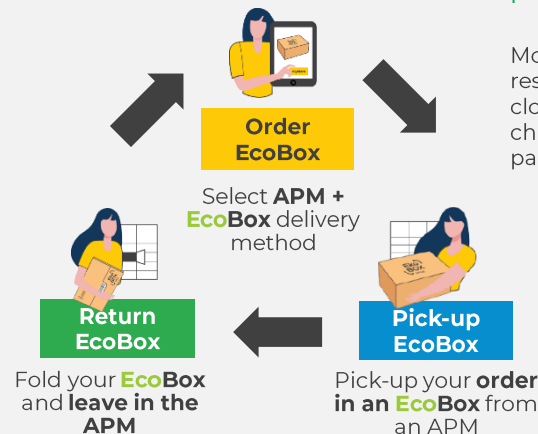 Order
EcoBox
Select APM +
EcoBox delivery
method
Pick-up
EcoBox
Pick-up your order
in an EcoBox from
an APM
Return
EcoBox
Fold your EcoBox
and leave in the
APM